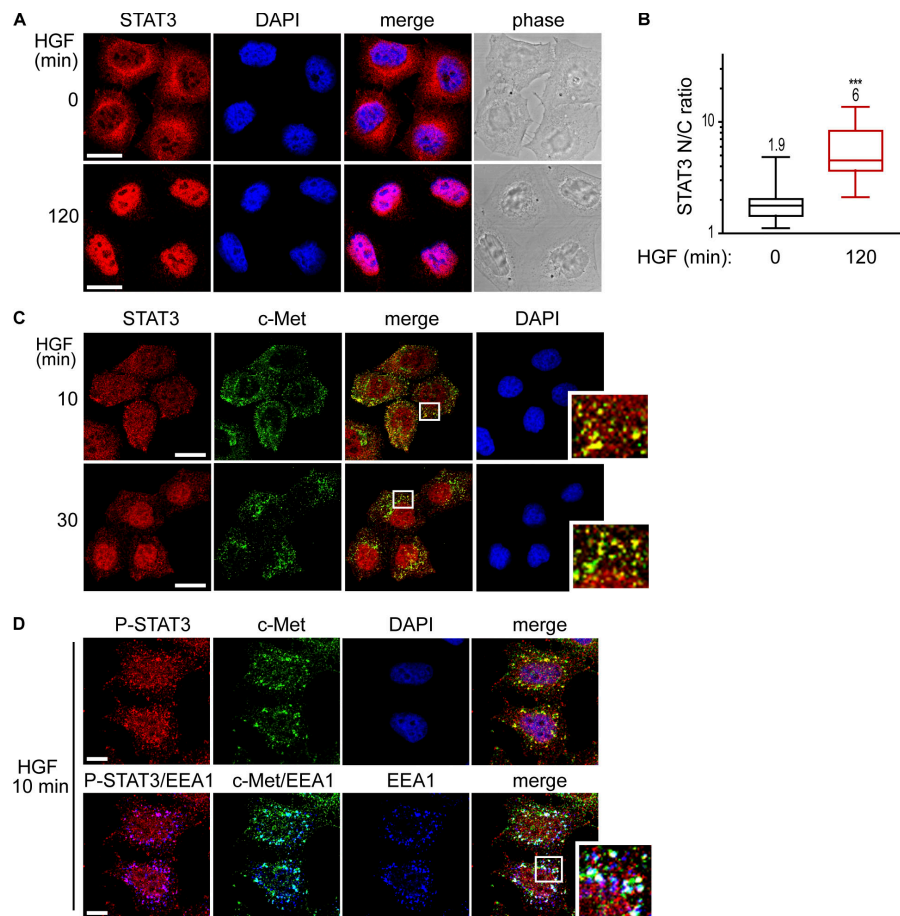 A
STAT3 DAPI merge phase
HGF
(min)
0
120
B
STAT3 N/C ratio
10
1
1.9
***
6
HGF (min): 0 120
C
STAT3 c-Met merge DAPI
HGF
(min)
10
30
D
P-STAT3 c-Met DAPI merge
HGF
10 min
P-STAT3/EEA1 c-Met/EEA1 EEA1 merge